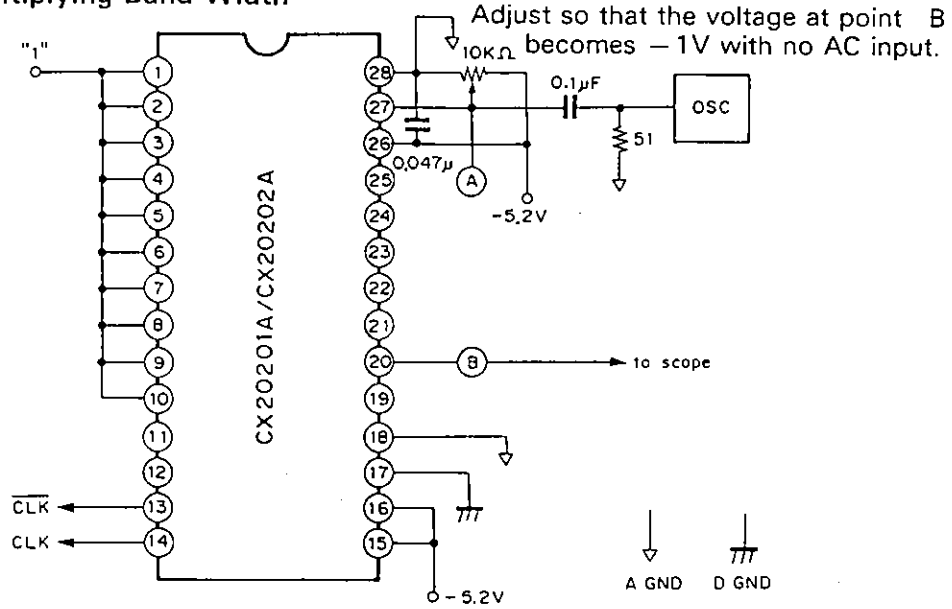 Adjust so that the voltage at point B
becomes – 1V with no AC input.
"1"
10KΩ
0.1μF
OSC
51
0.047μ
A
-5.2V
1
2
3
4
5
6
7
8
9
10
11
12
13
14
28
27
26
25
24
23
22
21
20
19
18
17
16
15
CX20201A/CX20202A
B
to scope
CLK
CLK
-5.2V
A GND
D GND